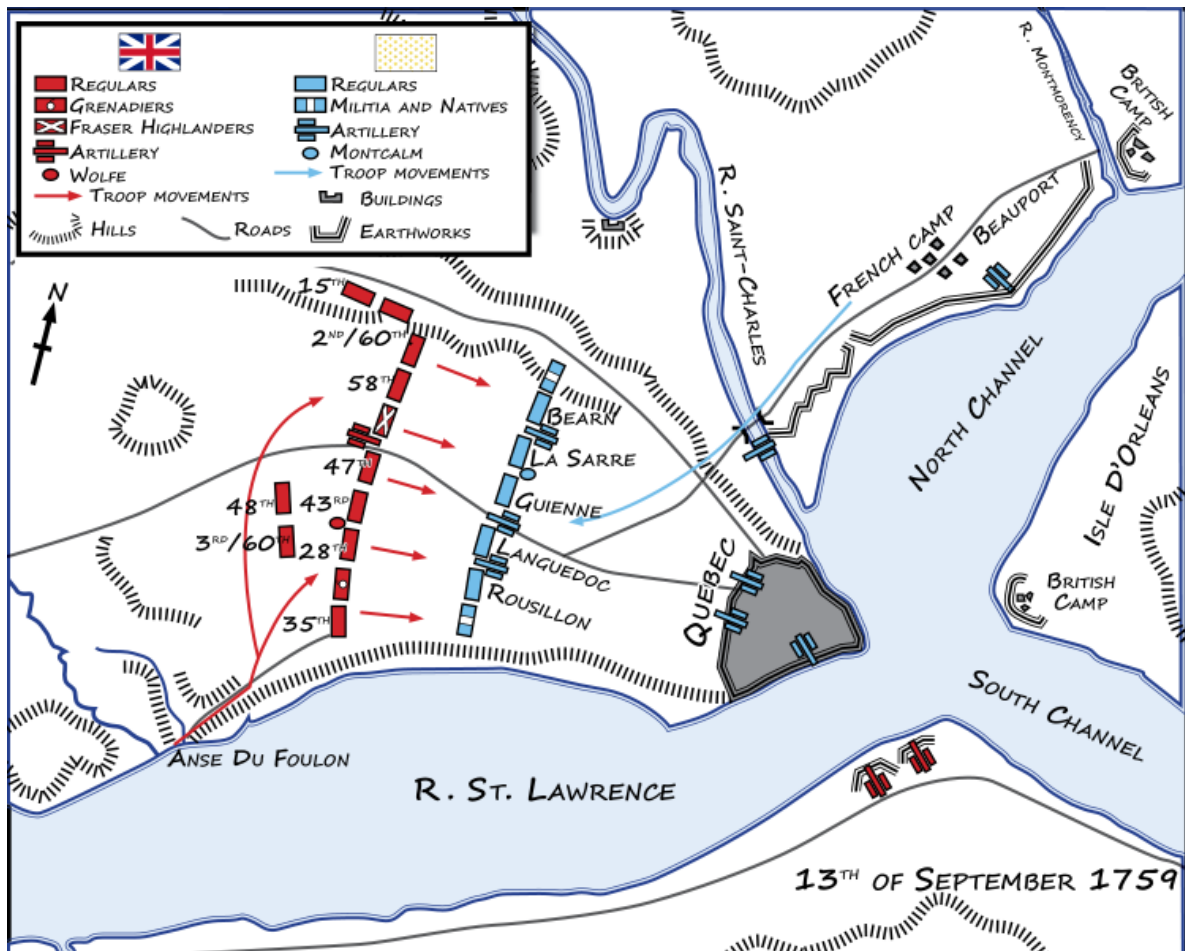 Regulars
Grenadiers
Fraser Highlanders
Artillery
Wolfe
Troop movements
Regulars
Militia and Natives
Artillery
Montcalm
Troop movements
Buildings
Hills
Roads
Earthworks
N
R. Montmorency
British
Camp
R. Saint-Charles
French camp
Beauport
North Channel
Isle d'Orleans
15th
2nd/60th
58th
47th
43rd
48th
3rd/60th
28th
35th
Bearn
La Sarre
Guienne
Languedoc
Rousillon
Quebec
British
Camp
South Channel
Anse Du Foulon
R. St. Lawrence
13th of September 1759